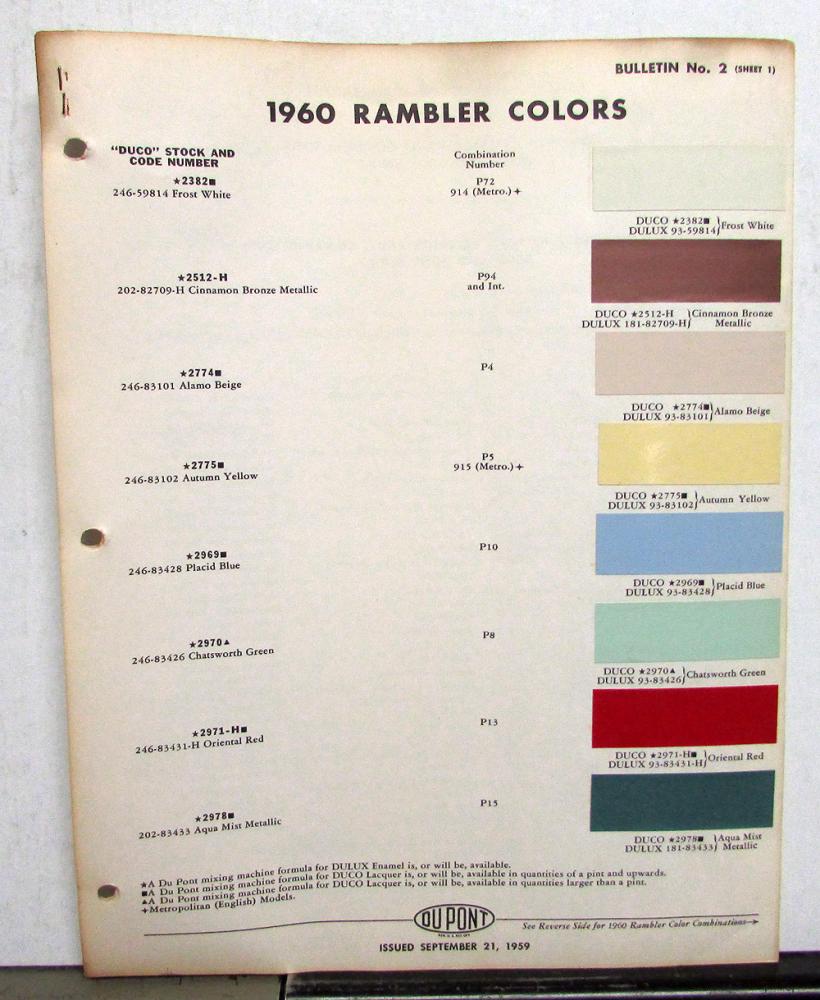 BULLETIN No. 2 (SHEET 1)
1960 RAMBLER COLORS
"DUCO" STOCK AND
CODE NUMBER
Combination
Number
★2382■
246-59814 Frost White
P72
914 (Metro.)+
DUCO ★2382■
DULUX 93-59814} Frost White
★2512-H
202-82709-H Cinnamon Bronze Metallic
P94
and Int.
DUCO ★2512-H } Cinnamon Bronze
DULUX 181-82709-H} Metallic
★2774■
246-83101 Alamo Beige
P4
DUCO ★2774■
DULUX 93-83101} Alamo Beige
★2775■
246-83102 Autumn Yellow
P5
915 (Metro.)+
DUCO ★2775■
DULUX 93-83102} Autumn Yellow
★2969■
246-83428 Placid Blue
P10
DUCO ★2969■
DULUX 93-83428} Placid Blue
★2970▲
246-83426 Chatsworth Green
P8
DUCO ★2970▲
DULUX 93-83426} Chatsworth Green
★2971-H■
246-83431-H Oriental Red
P13
DUCO ★2971-H■
DULUX 93-83431-H} Oriental Red
★2978■
202-83433 Aqua Mist Metallic
P15
DUCO ★2978■ } Aqua Mist
DULUX 181-83433} Metallic
★A Du Pont mixing machine formula for DULUX Enamel is, or will be, available.
■A Du Pont mixing machine formula for DUCO Lacquer is, or will be, available in quantities of a pint and upwards.
▲A Du Pont mixing machine formula for DUCO Lacquer is, or will be, available in quantities larger than a pint.
+Metropolitan (English) Models.
DU PONT
REG. U.S. PAT. OFF.
See Reverse Side for 1960 Rambler Color Combinations→
ISSUED SEPTEMBER 21, 1959